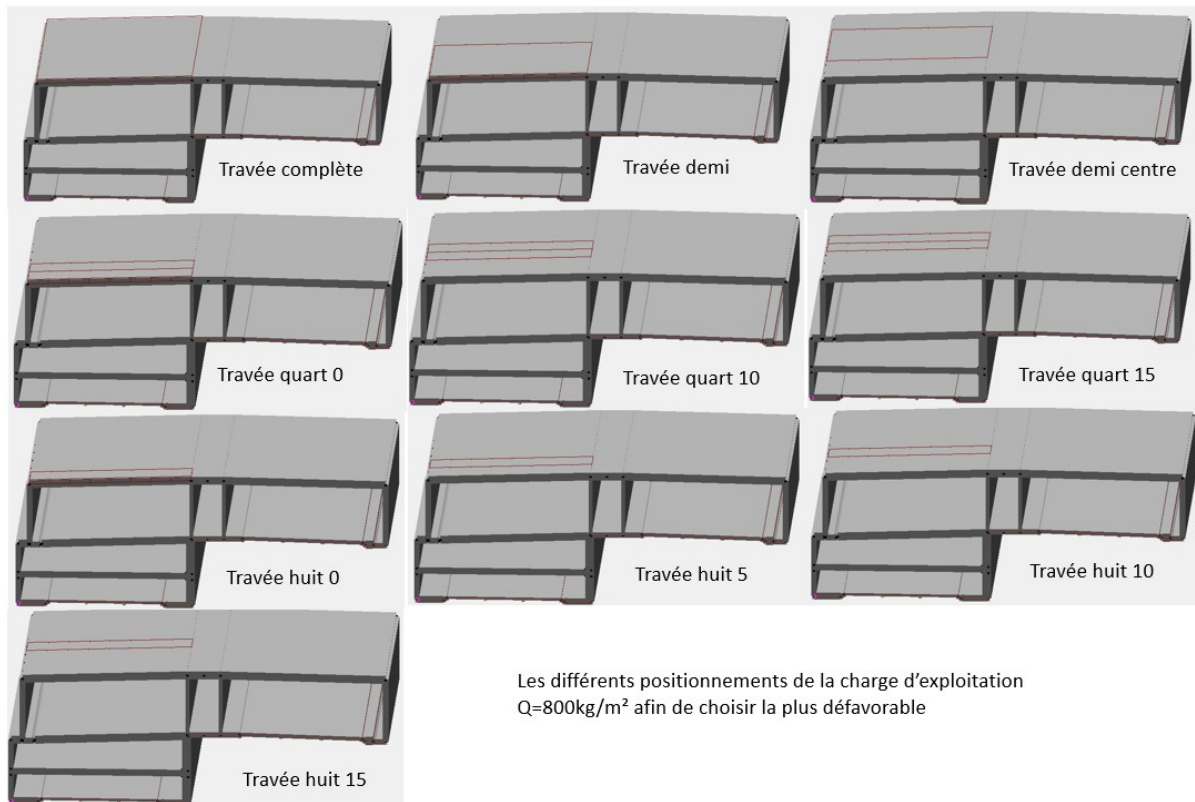 Travée complète
Travée demi
Travée demi centre
Travée quart 0
Travée quart 10
Travée quart 15
Travée huit 0
Travée huit 5
Travée huit 10
Travée huit 15
Les différents positionnements de la charge d’exploitation
Q=800kg/m² afin de choisir la plus défavorable